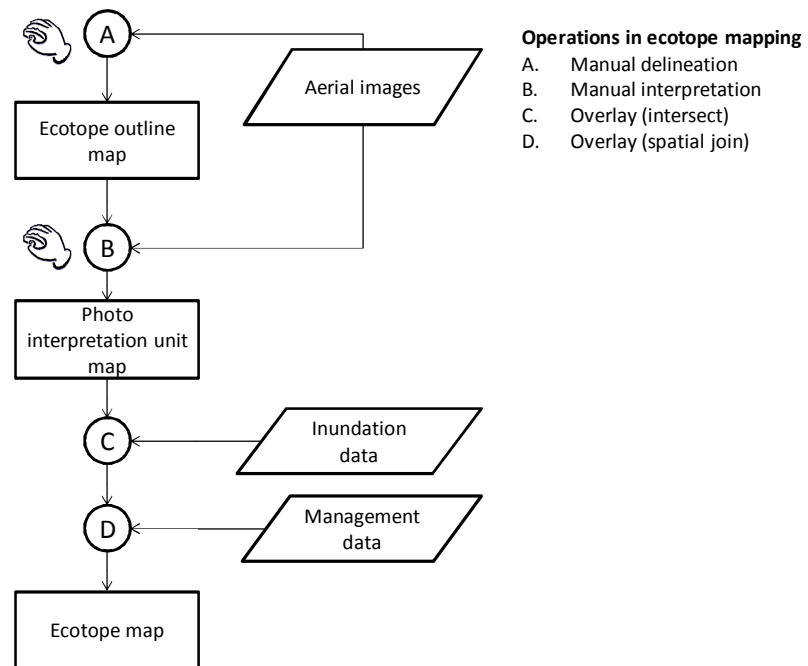 A
Aerial images
Ecotope outline
map
B
Photo
interpretation unit
map
C
Inundation
data
D
Management
data
Ecotope map
Operations in ecotope mapping
A. Manual delineation
B. Manual interpretation
C. Overlay (intersect)
D. Overlay (spatial join)